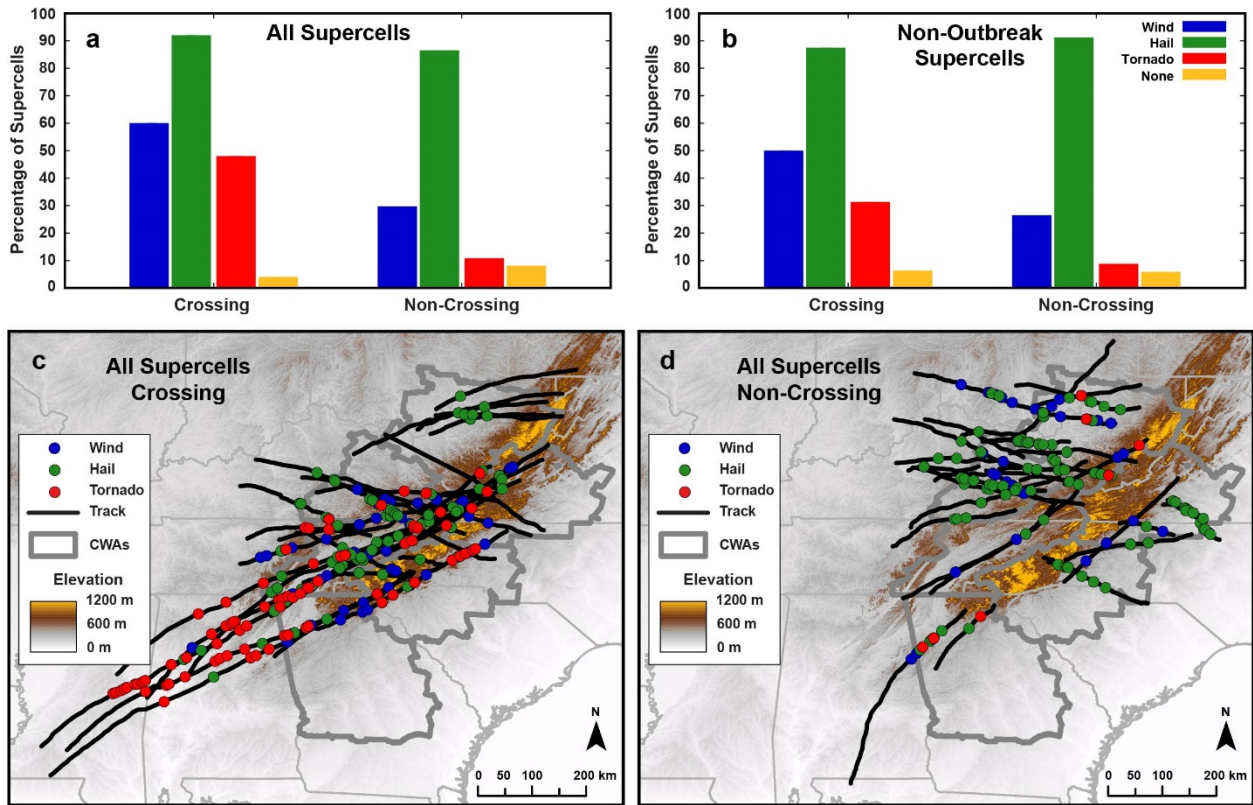 100
90
80
70
60
50
40
30
20
10
0
Percentage of Supercells
a
All Supercells
Crossing
Non-Crossing
100
90
80
70
60
50
40
30
20
10
0
Percentage of Supercells
b
Non-Outbreak
Supercells
Wind
Hail
Tornado
None
Crossing
Non-Crossing
c
All Supercells
Crossing
Wind
Hail
Tornado
Track
CWAs
Elevation
1200 m
600 m
0 m
N
0 50 100 200 km
d
All Supercells
Non-Crossing
Wind
Hail
Tornado
Track
CWAs
Elevation
1200 m
600 m
0 m
N
0 50 100 200 km